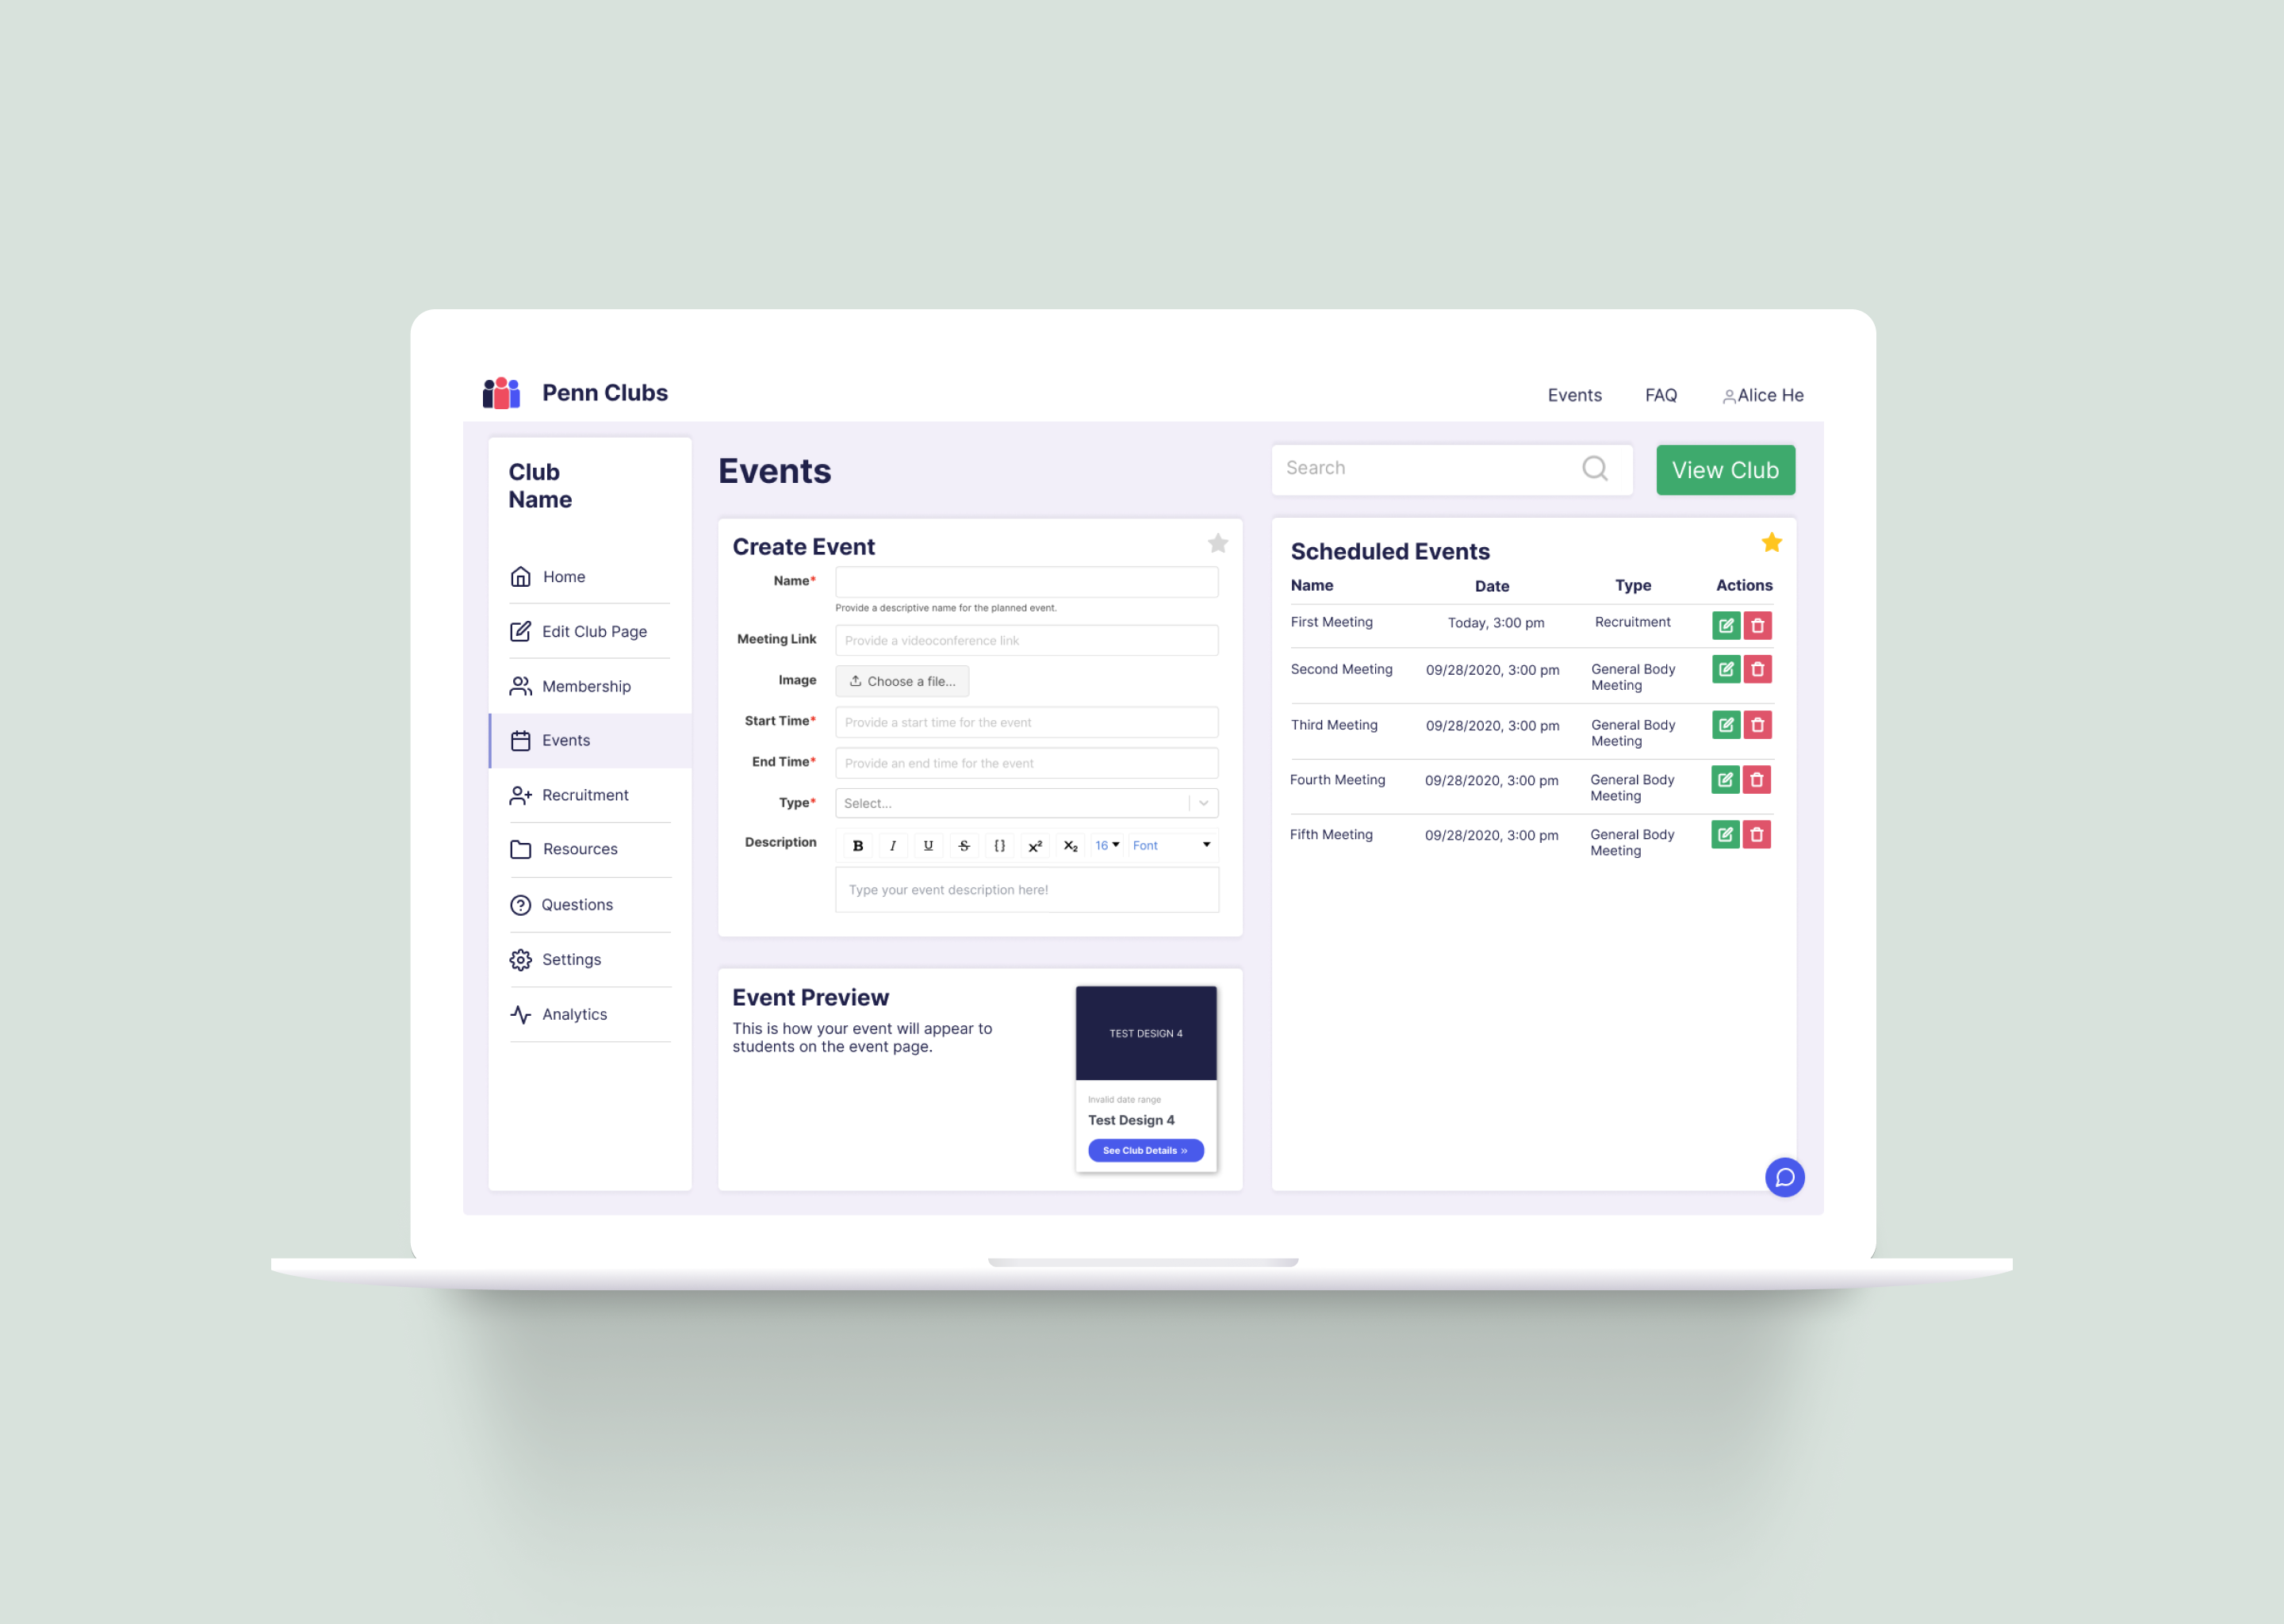 Penn Clubs
Events FAQ Alice He
Club
Name
Home
Edit Club Page
Membership
Events
Recruitment
Resources
Questions
Settings
Analytics
Events
Search
View Club
Create Event
Name*
Provide a descriptive name for the planned event.
Meeting Link Provide a videoconference link
Image Choose a file...
Start Time* Provide a start time for the event
End Time* Provide an end time for the event
Type* Select...
Description B I U S {} x² x₂ 16 Font
Type your event description here!
Event Preview
This is how your event will appear to
students on the event page.
TEST DESIGN 4
Invalid date range
Test Design 4
See Club Details »
Scheduled Events
Name Date Type Actions
First Meeting Today, 3:00 pm Recruitment
Second Meeting 09/28/2020, 3:00 pm General Body
Meeting
Third Meeting 09/28/2020, 3:00 pm General Body
Meeting
Fourth Meeting 09/28/2020, 3:00 pm General Body
Meeting
Fifth Meeting 09/28/2020, 3:00 pm General Body
Meeting